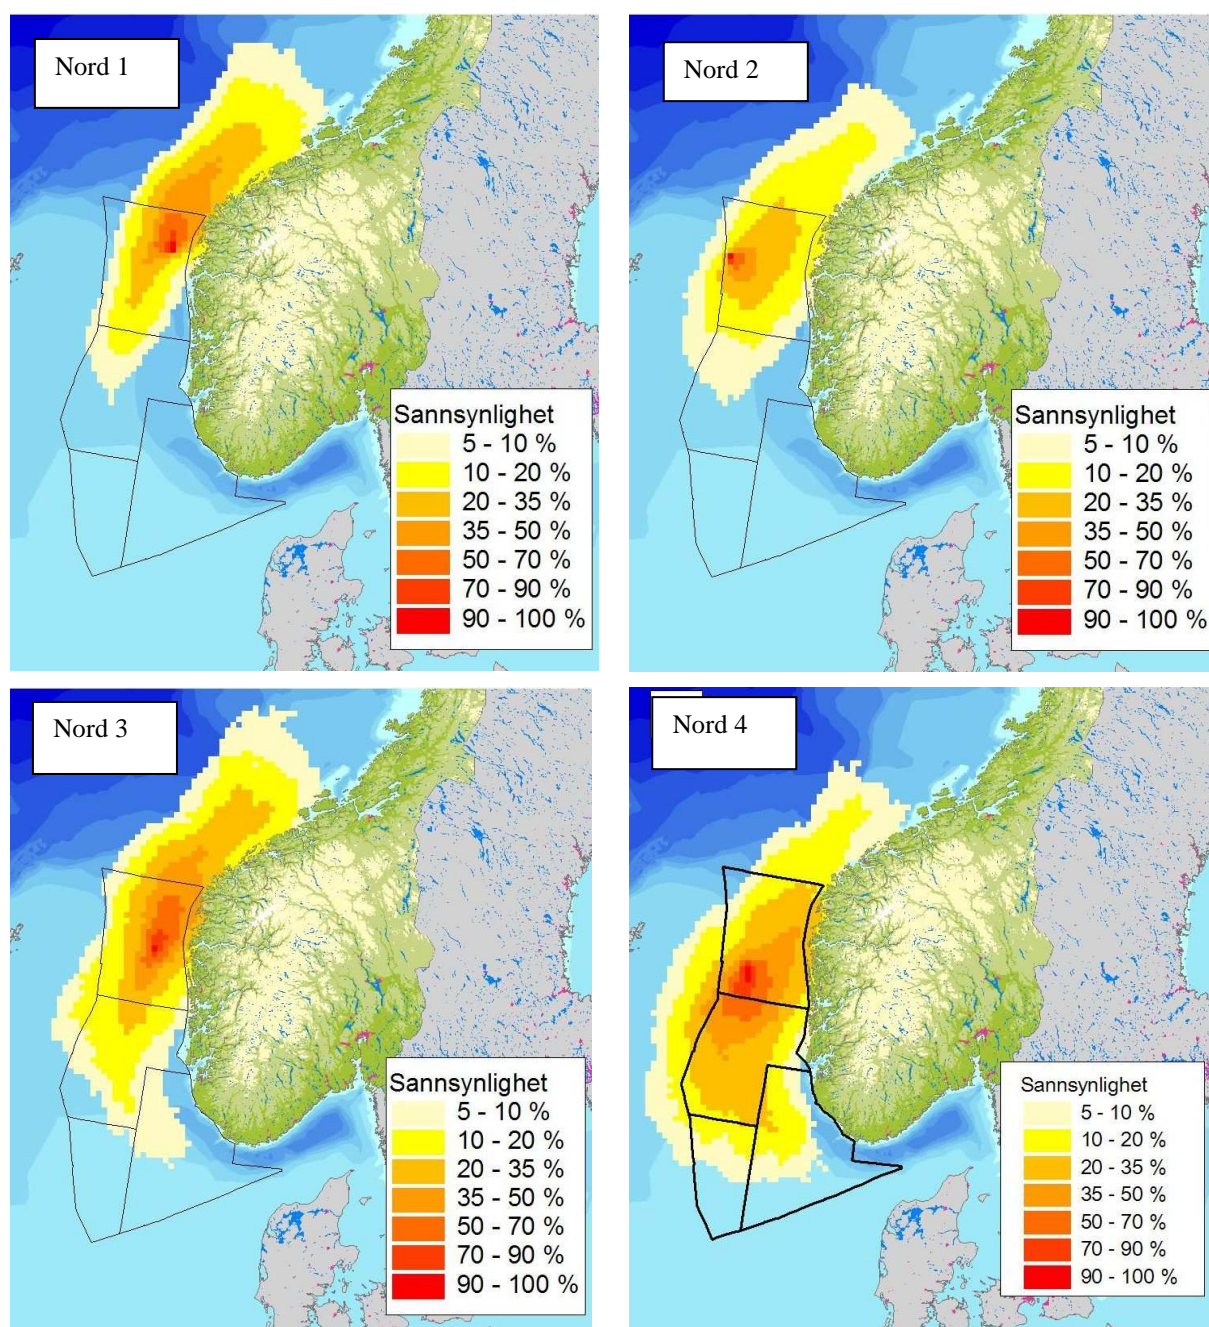 Nord 1
Sannsynlighet
5 - 10 %
10 - 20 %
20 - 35 %
35 - 50 %
50 - 70 %
70 - 90 %
90 - 100 %
Nord 2
Sannsynlighet
5 - 10 %
10 - 20 %
20 - 35 %
35 - 50 %
50 - 70 %
70 - 90 %
90 - 100 %
Nord 3
Sannsynlighet
5 - 10 %
10 - 20 %
20 - 35 %
35 - 50 %
50 - 70 %
70 - 90 %
90 - 100 %
Nord 4
Sannsynlighet
5 - 10 %
10 - 20 %
20 - 35 %
35 - 50 %
50 - 70 %
70 - 90 %
90 - 100 %